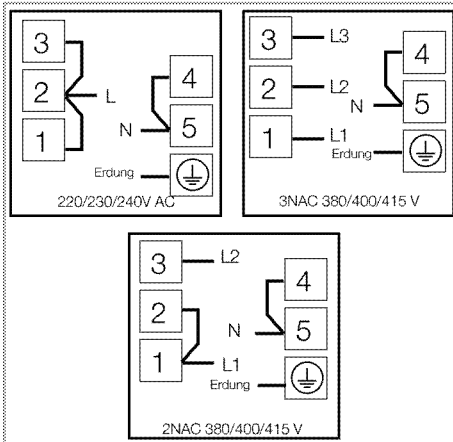 3
2
1
L
N
4
5
Erdung
220/230/240V AC
3
2
1
L3
L2
L1
N
4
5
Erdung
3NAC 380/400/415 V
3
2
1
L2
L1
N
4
5
Erdung
2NAC 380/400/415 V